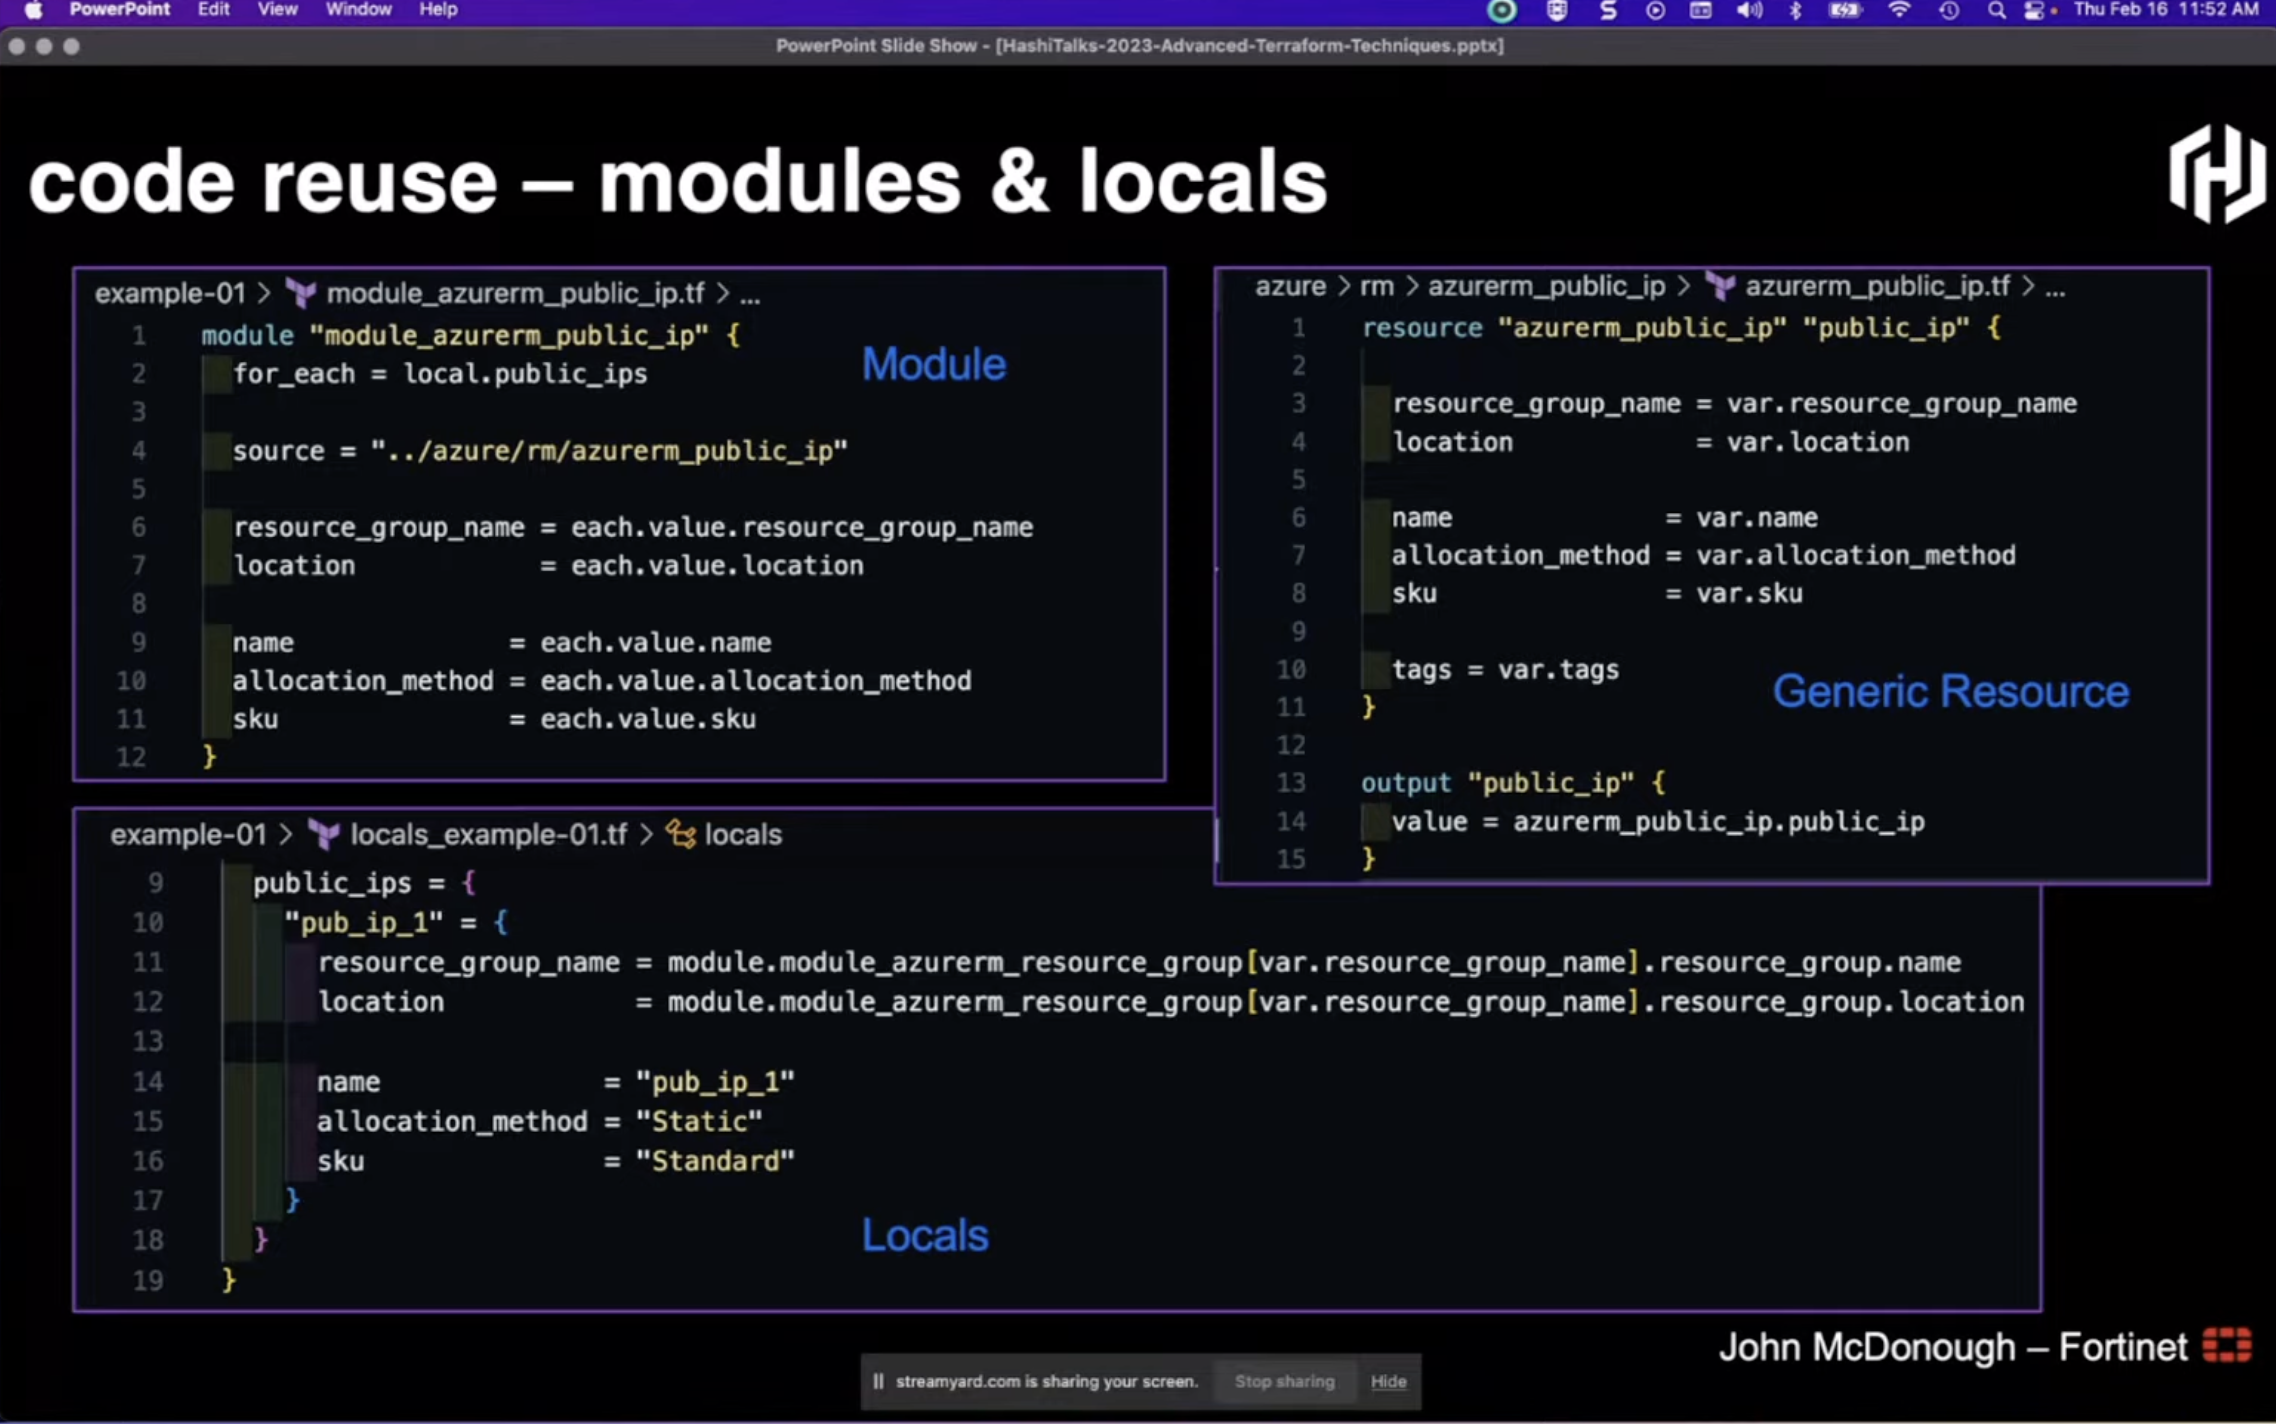 PowerPoint Edit View Window Help Thu Feb 16 11:52 AM
PowerPoint Slide Show - [HashiTalks-2023-Advanced-Terraform-Techniques.pptx]
code reuse – modules & locals
example-01 > module_azurerm_public_ip.tf > ...
1 module "module_azurerm_public_ip" {
2 for_each = local.public_ips
3
4 source = "../azure/rm/azurerm_public_ip"
5
6 resource_group_name = each.value.resource_group_name
7 location = each.value.location
8
9 name = each.value.name
10 allocation_method = each.value.allocation_method
11 sku = each.value.sku
12 }
Module
azure > rm > azurerm_public_ip > azurerm_public_ip.tf > ...
1 resource "azurerm_public_ip" "public_ip" {
2
3 resource_group_name = var.resource_group_name
4 location = var.location
5
6 name = var.name
7 allocation_method = var.allocation_method
8 sku = var.sku
9
10 tags = var.tags
11 }
12
13 output "public_ip" {
14 value = azurerm_public_ip.public_ip
15 }
Generic Resource
example-01 > locals_example-01.tf > locals
9 public_ips = {
10 "pub_ip_1" = {
11 resource_group_name = module.module_azurerm_resource_group[var.resource_group_name].resource_group.name
12 location = module.module_azurerm_resource_group[var.resource_group_name].resource_group.location
13
14 name = "pub_ip_1"
15 allocation_method = "Static"
16 sku = "Standard"
17 }
18 }
19 }
Locals
John McDonough – Fortinet
streamyard.com is sharing your screen. Stop sharing Hide